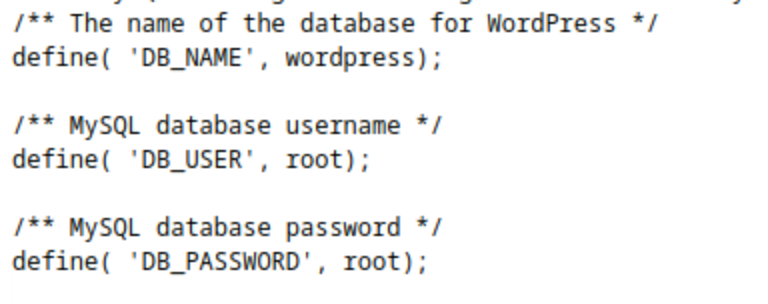 /** The name of the database for WordPress */
define( 'DB_NAME', wordpress);
/** MySQL database username */
define( 'DB_USER', root);
/** MySQL database password */
define( 'DB_PASSWORD', root);